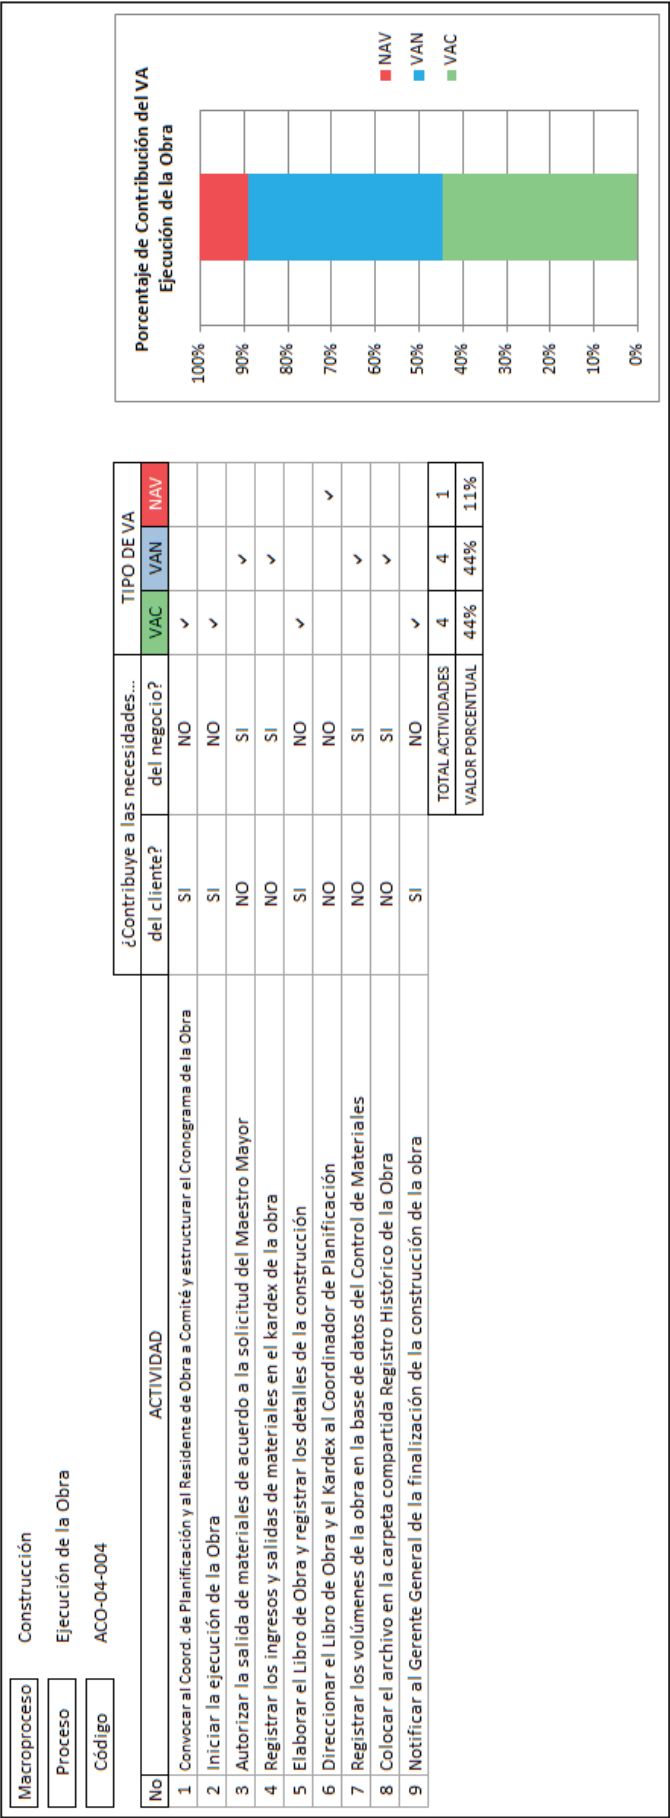 Macroproceso Construcción
Proceso Ejecución de la Obra
Código ACO-04-004
¿Contribuye a las necesidades... TIPO DE VA
No ACTIVIDAD del cliente? del negocio? VAC VAN NAV
1 Convocar al Coord. de Planificación y al Residente de Obra a Comité y estructurar el Cronograma de la Obra SI NO ✓
2 Iniciar la ejecución de la Obra SI NO ✓
3 Autorizar la salida de materiales de acuerdo a la solicitud del Maestro Mayor NO SI ✓
4 Registrar los ingresos y salidas de materiales en el kardex de la obra NO SI ✓
5 Elaborar el Libro de Obra y registrar los detalles de la construcción SI NO ✓
6 Direccionar el Libro de Obra y el Kardex al Coordinador de Planificación NO NO ✓
7 Registrar los volúmenes de la obra en la base de datos del Control de Materiales NO SI ✓
8 Colocar el archivo en la carpeta compartida Registro Histórico de la Obra NO SI ✓
9 Notificar al Gerente General de la finalización de la construcción de la obra SI NO ✓
TOTAL ACTIVIDADES 4 4 1
VALOR PORCENTUAL 44% 44% 11%
Porcentaje de Contribución del VA
Ejecución de la Obra
100%
90%
80%
70%
60%
50%
40%
30%
20%
10%
0%
NAV
VAN
VAC